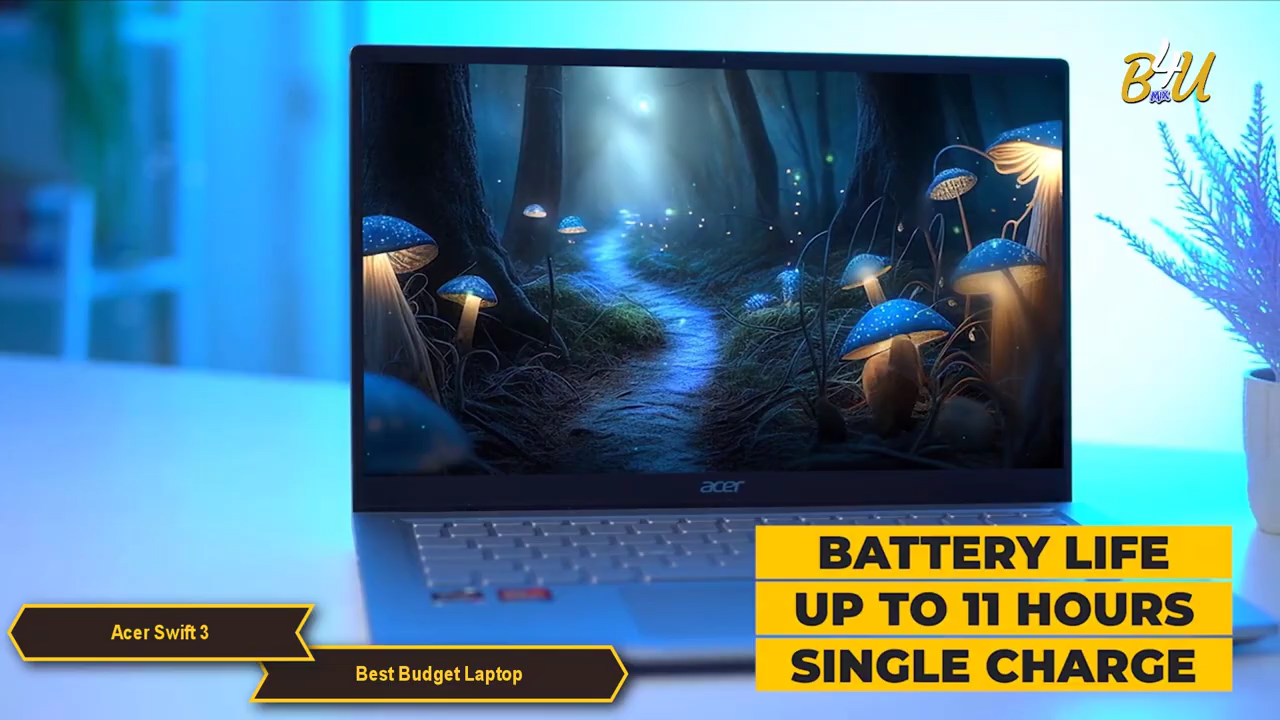 B4U
MIX
acer
BATTERY LIFE
UP TO 11 HOURS
SINGLE CHARGE
Acer Swift 3
Best Budget Laptop